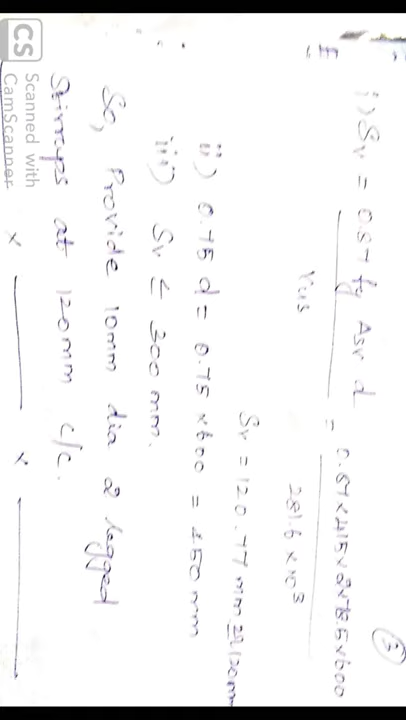 ③
i) Sv = 0.87 fy Asv d / Vus = 0.87 × 415 × 2 × 78.5 × 600 / 281.6 × 10³
Sv = 120.77 mm ≃ 120mm
ii) 0.75 d = 0.75 × 600 = 450 mm
iii) Sv ≤ 300 mm.
So, Provide 10mm dia 2 legged
Stirrups at 120mm c/c.
× ——— × ———
CS Scanned with
CamScanner